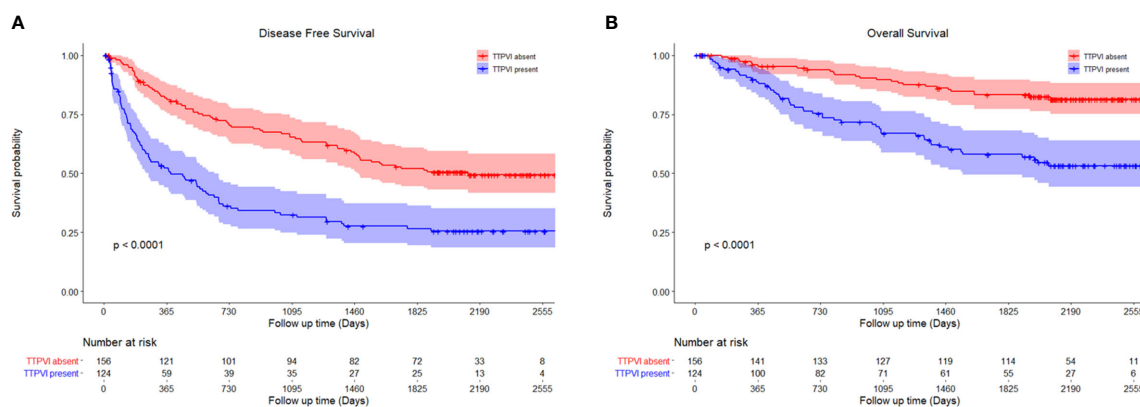 A
Disease Free Survival
1.00
0.75
0.50
0.25
0.00
Survival probability
TTPVI absent
TTPVI present
p < 0.0001
0 365 730 1095 1460 1825 2190 2555
Follow up time (Days)
Number at risk
TTPVI absent 156 121 101 94 82 72 33 8
TTPVI present 124 59 39 35 27 25 13 4
0 365 730 1095 1460 1825 2190 2555
Follow up time (Days)
B
Overall Survival
1.00
0.75
0.50
0.25
0.00
Survival probability
TTPVI absent
TTPVI present
p < 0.0001
0 365 730 1095 1460 1825 2190 2555
Follow up time (Days)
Number at risk
TTPVI absent 156 141 133 127 119 114 54 11
TTPVI present 124 100 82 71 61 55 27 6
0 365 730 1095 1460 1825 2190 2555
Follow up time (Days)